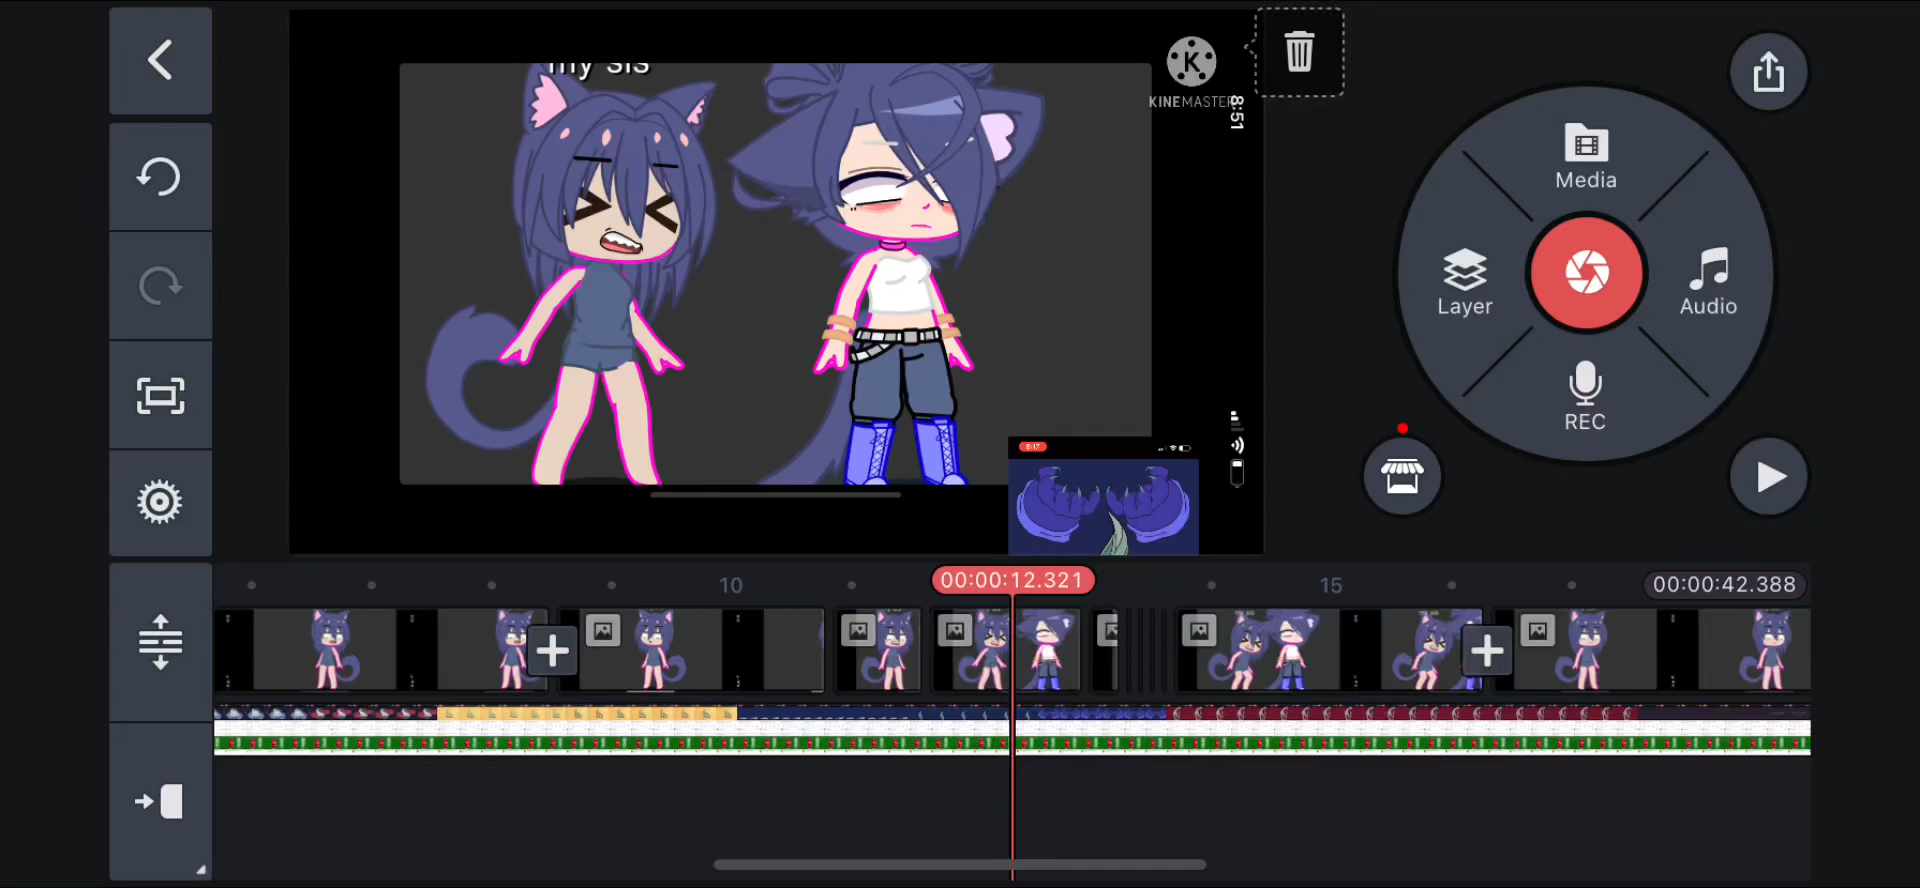 my sis
KINEMASTER
8:51
Media
Layer
Audio
REC
8:17
00:00:12.321
10
15
00:00:42.388